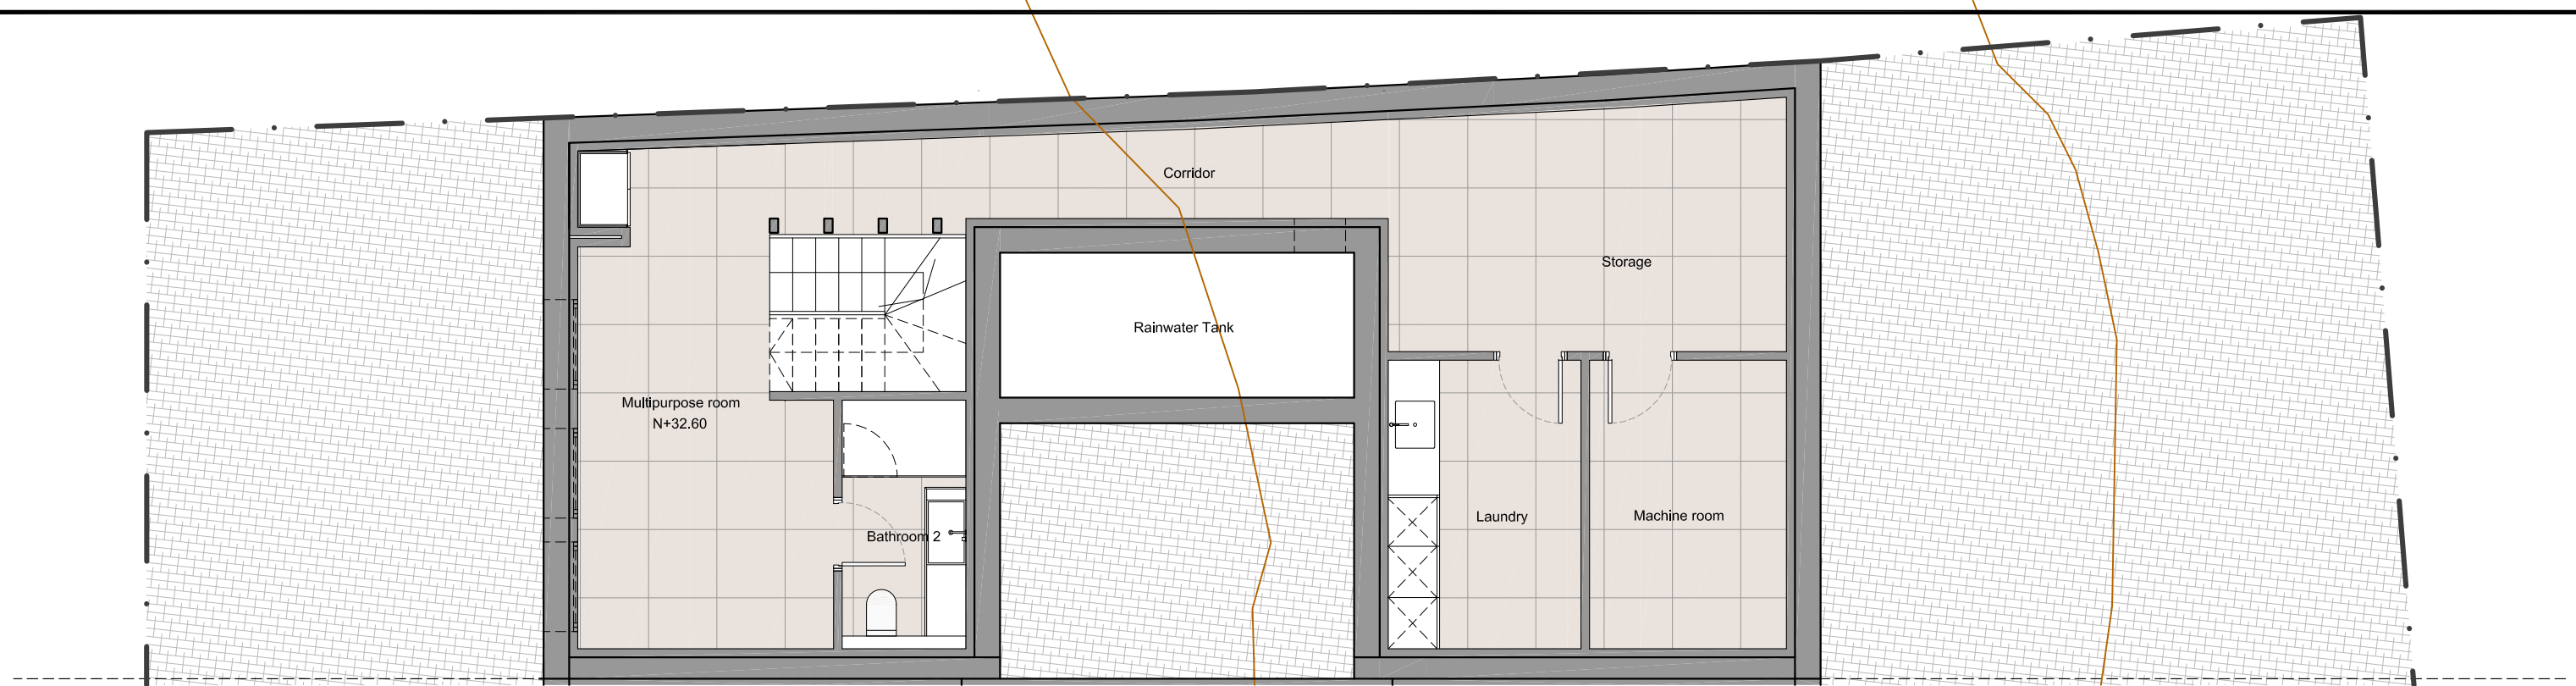 Corridor
Storage
Rainwater Tank
Multipurpose room
N+32.60
Laundry
Machine room
Bathroom 2